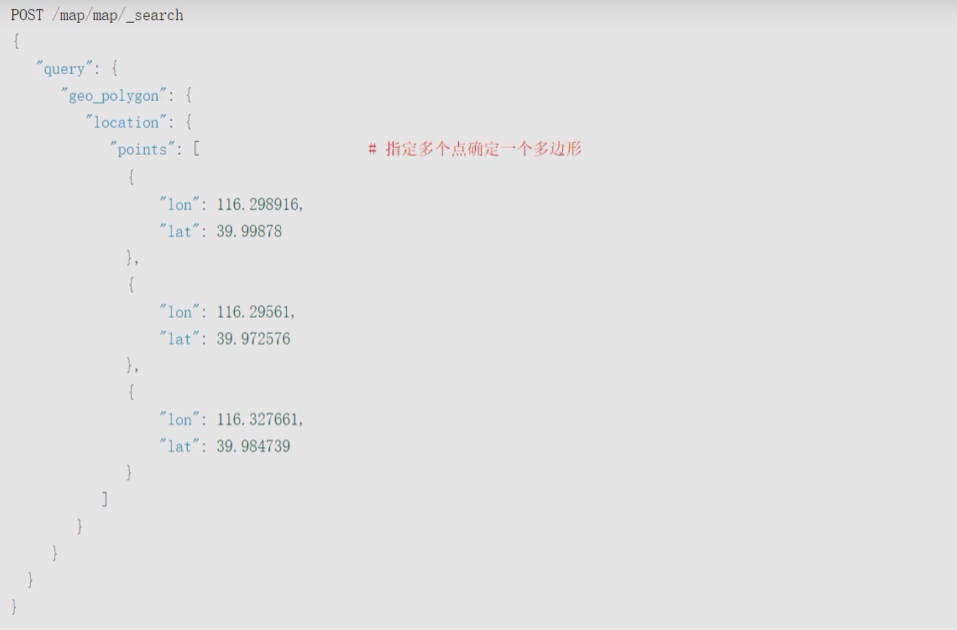 POST /map/map/_search
{
"query": {
"geo_polygon": {
"location": {
"points": [ # 指定多个点确定一个多边形
{
"lon": 116.298916,
"lat": 39.99878
},
{
"lon": 116.29561,
"lat": 39.972576
},
{
"lon": 116.327661,
"lat": 39.984739
}
]
}
}
}
}